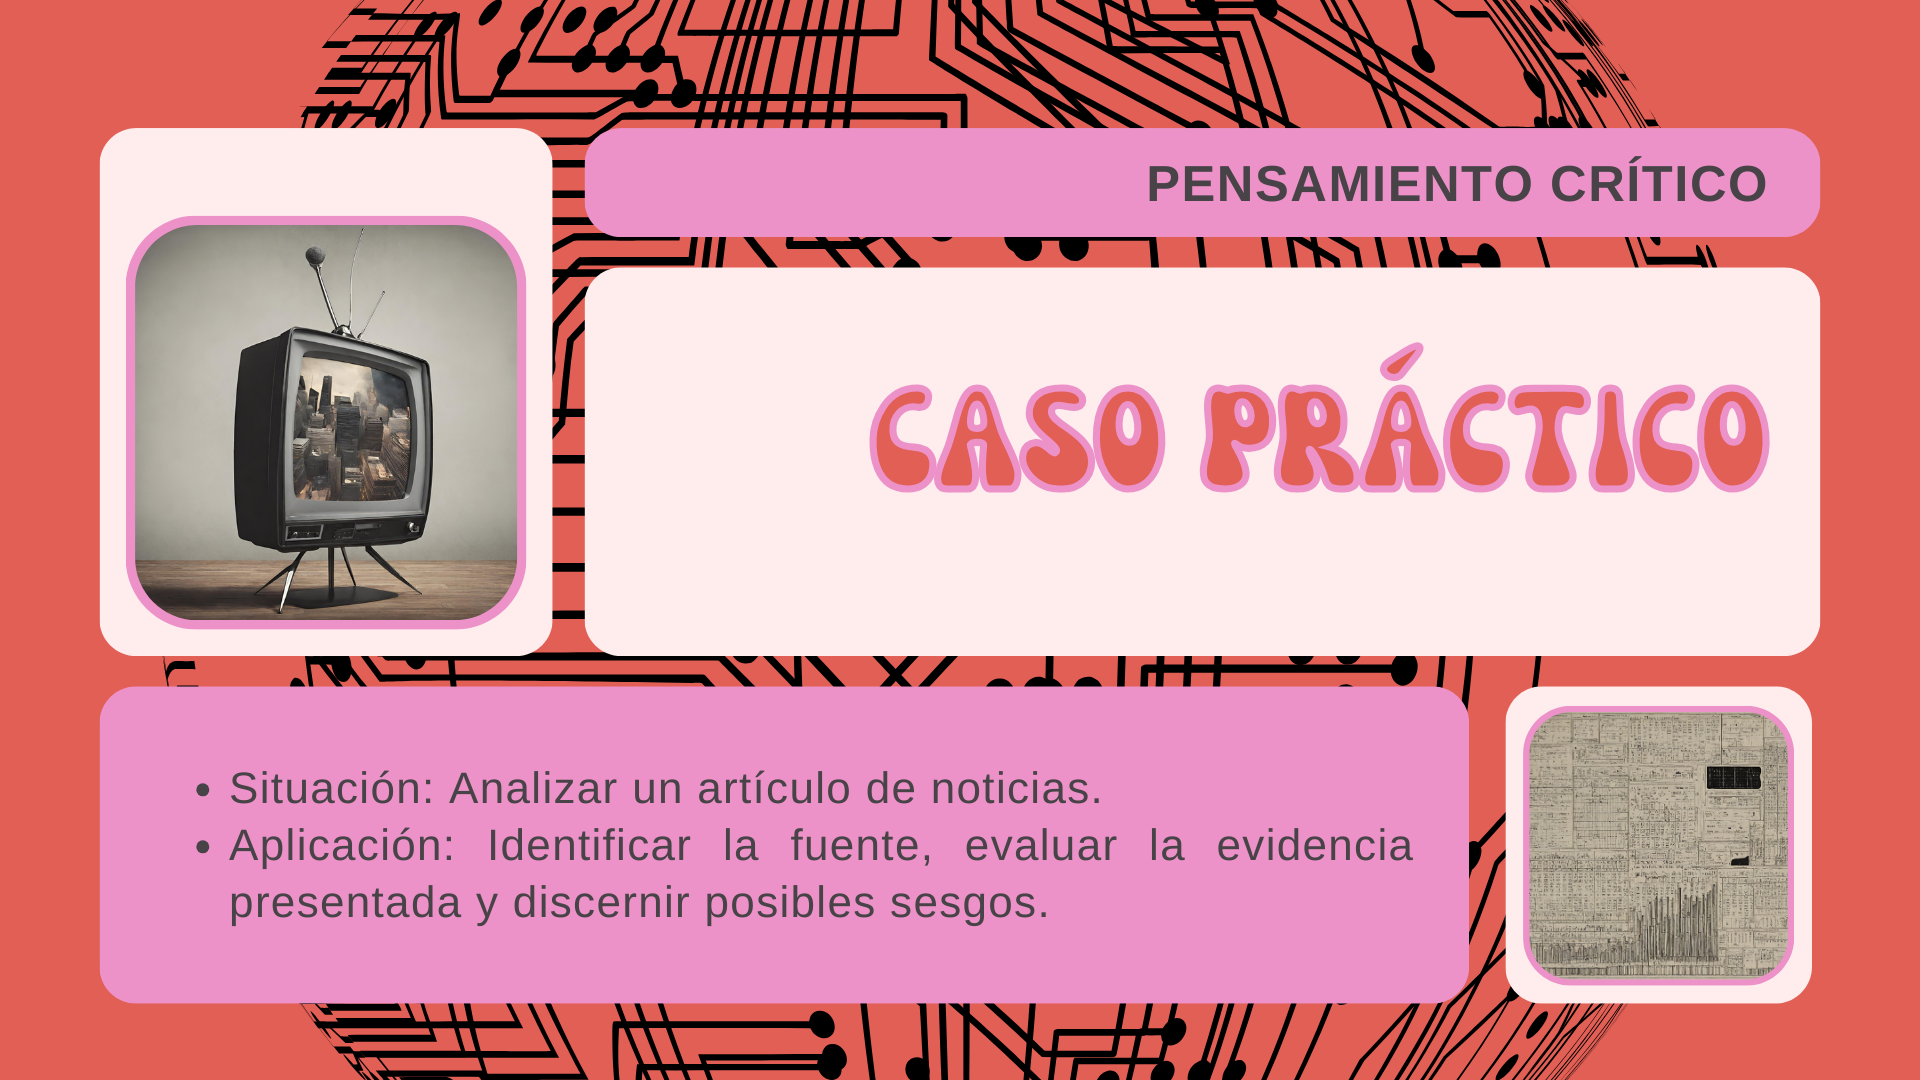 PENSAMIENTO CRÍTICO
CASO PRÁCTICO
• Situación: Analizar un artículo de noticias.
• Aplicación: Identificar la fuente, evaluar la evidencia
presentada y discernir posibles sesgos.